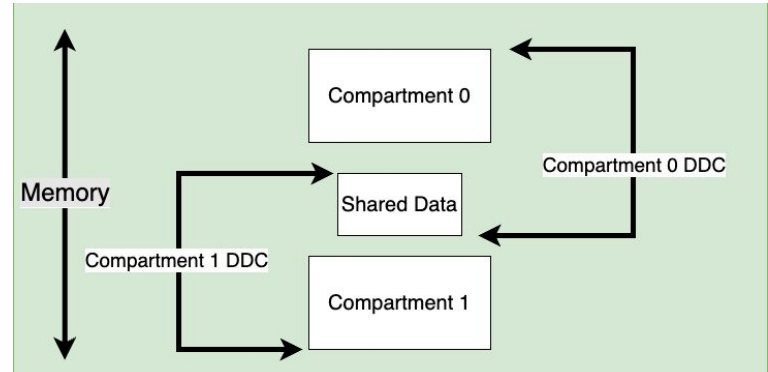 Compartment 0
Compartment 0 DDC
Memory
Shared Data
Compartment 1 DDC
Compartment 1